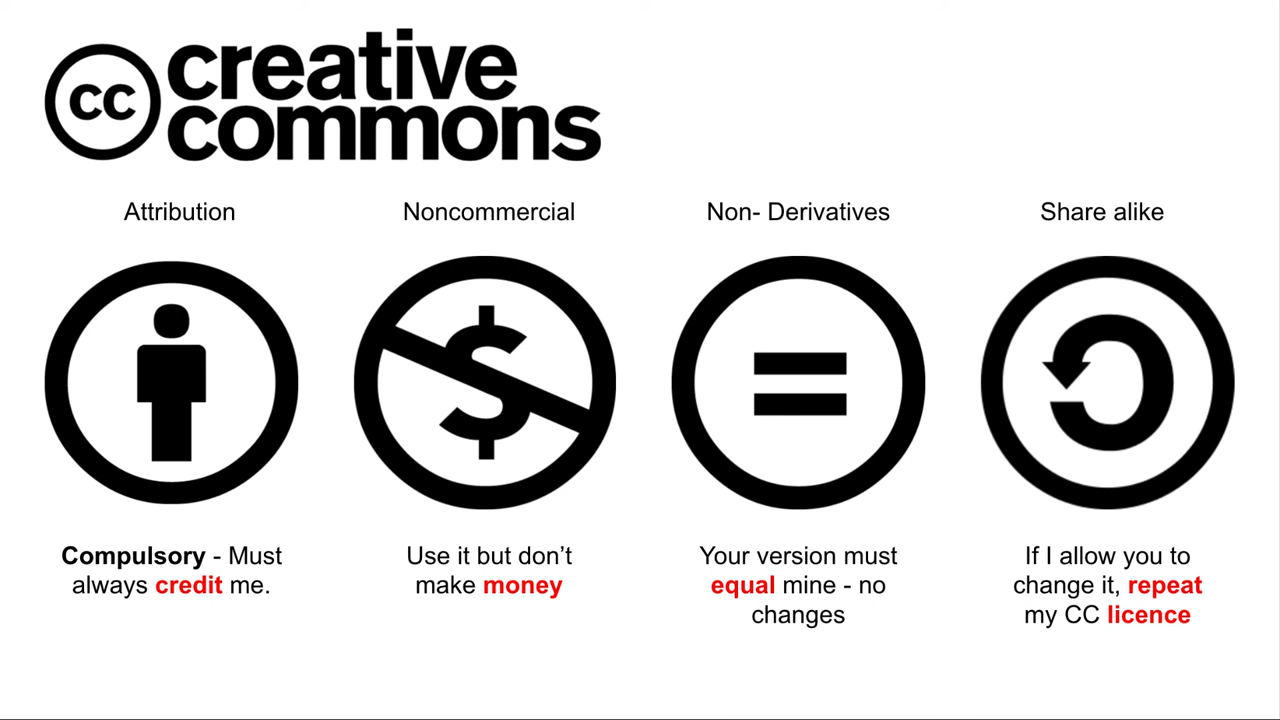 cc creative
commons
Attribution
Noncommercial
Non- Derivatives
Share alike
$
=
Compulsory - Must
always credit me.
Use it but don’t
make money
Your version must
equal mine - no
changes
If I allow you to
change it, repeat
my CC licence